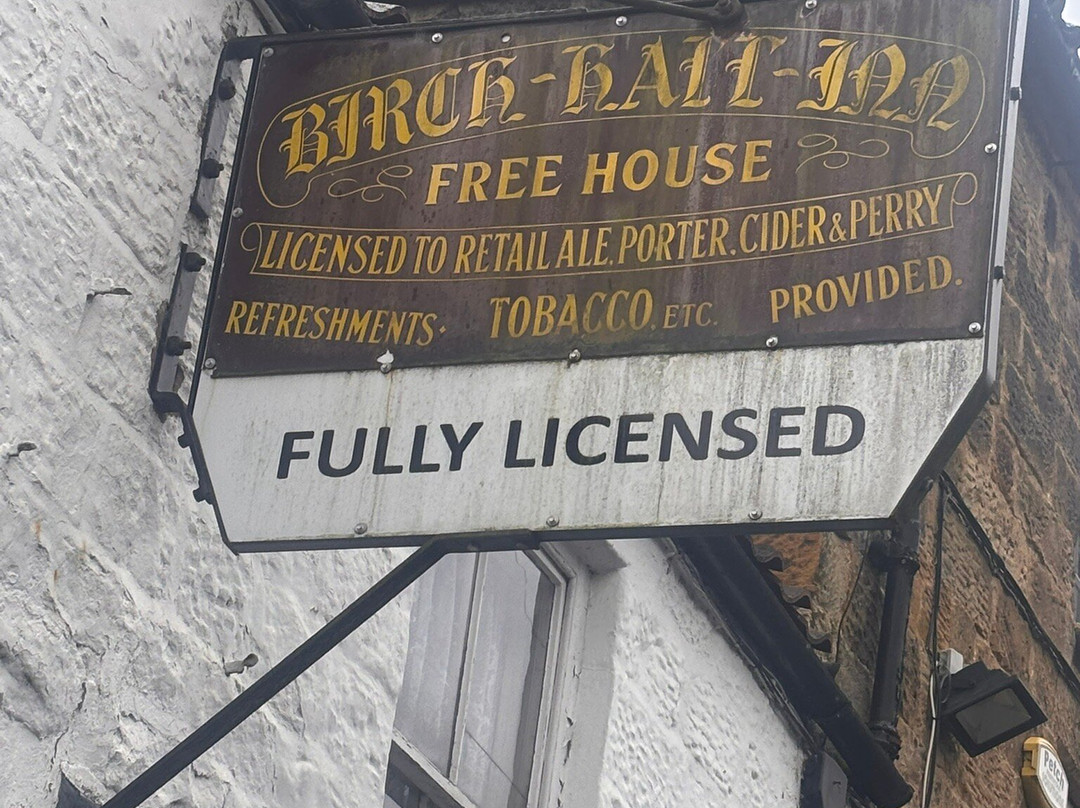 BIRCH-HALL-INN
FREE HOUSE
LICENSED TO RETAIL ALE. PORTER. CIDER & PERRY
REFRESHMENTS· TOBACCO. ETC. PROVIDED.
FULLY LICENSED